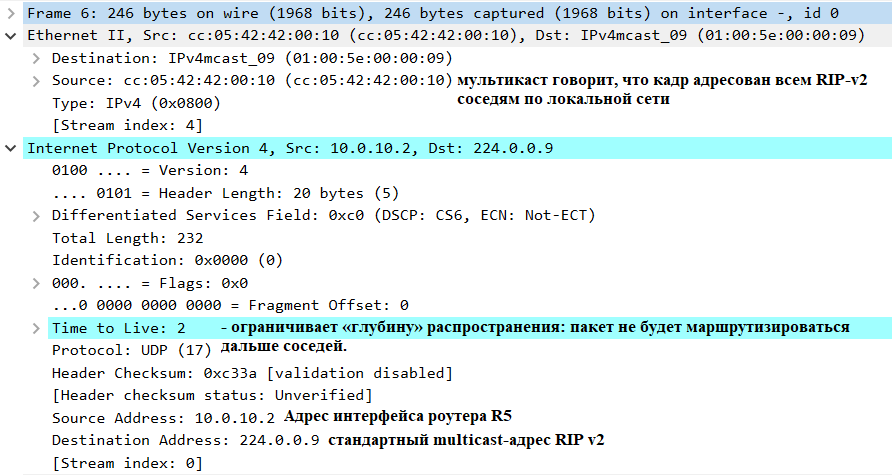 Frame 6: 246 bytes on wire (1968 bits), 246 bytes captured (1968 bits) on interface -, id 0
Ethernet II, Src: cc:05:42:42:00:10 (cc:05:42:42:00:10), Dst: IPv4mcast_09 (01:00:5e:00:00:09)
Destination: IPv4mcast_09 (01:00:5e:00:00:09)
Source: cc:05:42:42:00:10 (cc:05:42:42:00:10) мультикаст говорит, что кадр адресован всем RIP-v2
Type: IPv4 (0x0800) соседям по локальной сети
[Stream index: 4]
Internet Protocol Version 4, Src: 10.0.10.2, Dst: 224.0.0.9
0100 .... = Version: 4
.... 0101 = Header Length: 20 bytes (5)
Differentiated Services Field: 0xc0 (DSCP: CS6, ECN: Not-ECT)
Total Length: 232
Identification: 0x0000 (0)
000. .... = Flags: 0x0
...0 0000 0000 0000 = Fragment Offset: 0
Time to Live: 2 - ограничивает «глубину» распространения: пакет не будет маршрутизироваться
Protocol: UDP (17) дальше соседей.
Header Checksum: 0xc33a [validation disabled]
[Header checksum status: Unverified]
Source Address: 10.0.10.2 Адрес интерфейса роутера R5
Destination Address: 224.0.0.9 стандартный multicast-адрес RIP v2
[Stream index: 0]